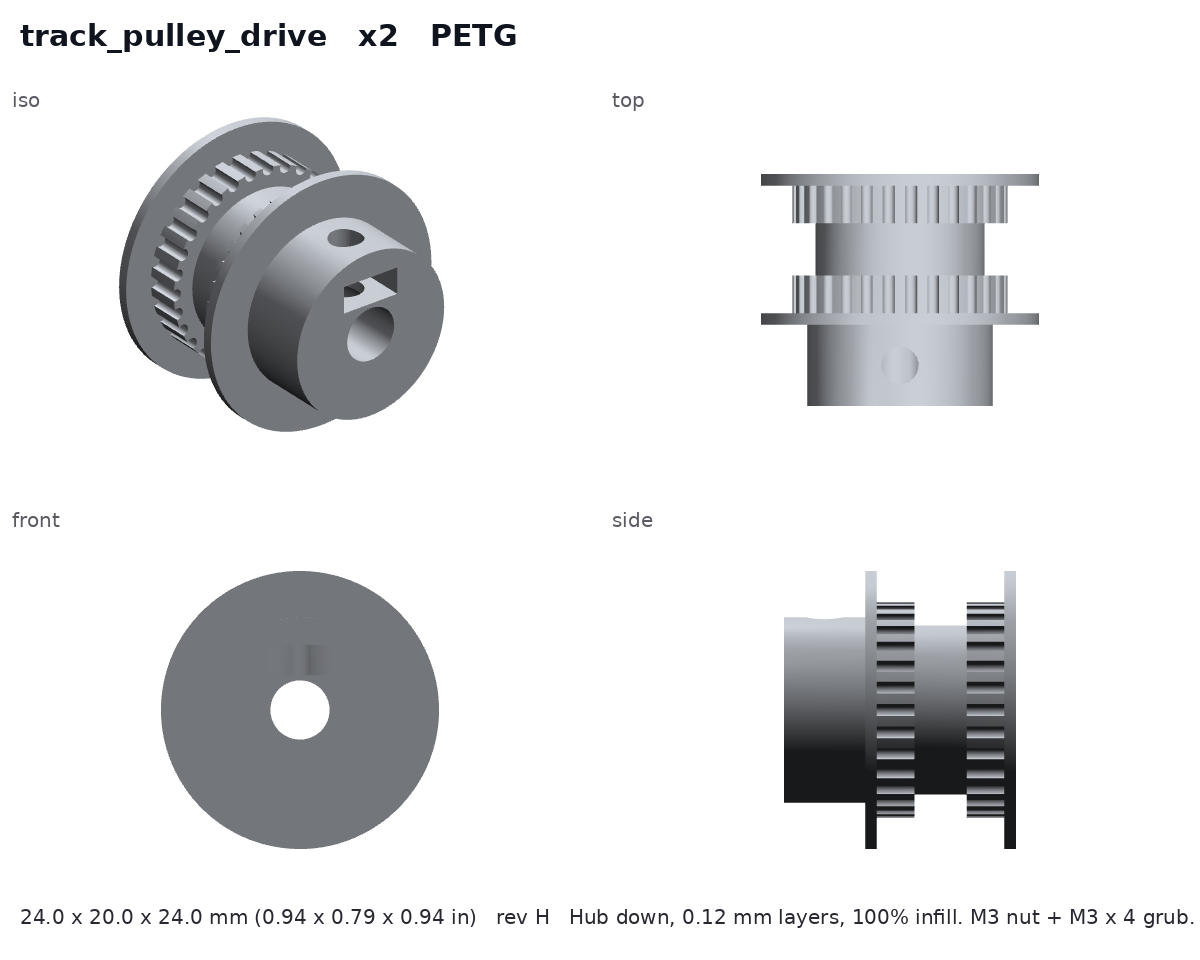 track_pulley_drive x2 PETG
iso
top
front
side
24.0 x 20.0 x 24.0 mm (0.94 x 0.79 x 0.94 in) rev H Hub down, 0.12 mm layers, 100% infill. M3 nut + M3 x 4 grub.